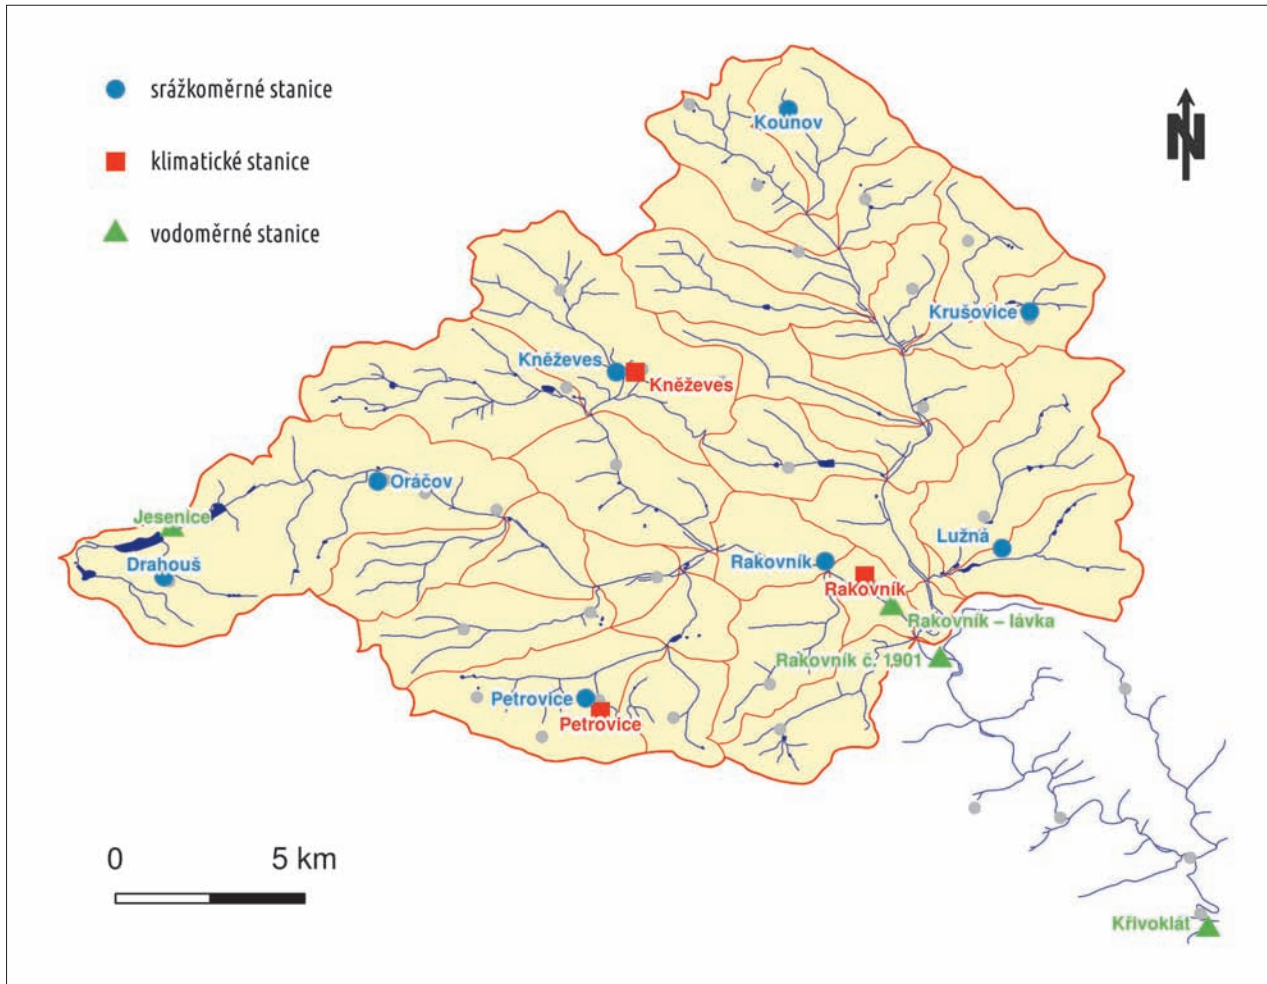 srážkoměrné stanice
klimatické stanice
vodoměrné stanice
N
Kounov
Krušovice
Kněževes
Kněževes
Oráčov
Jesenice
Drahouš
Lužná
Rakovník
Rakovník
Rakovník – lávka
Rakovník č. 1901
Petrovice
Petrovice
0 5 km
Křivoklát